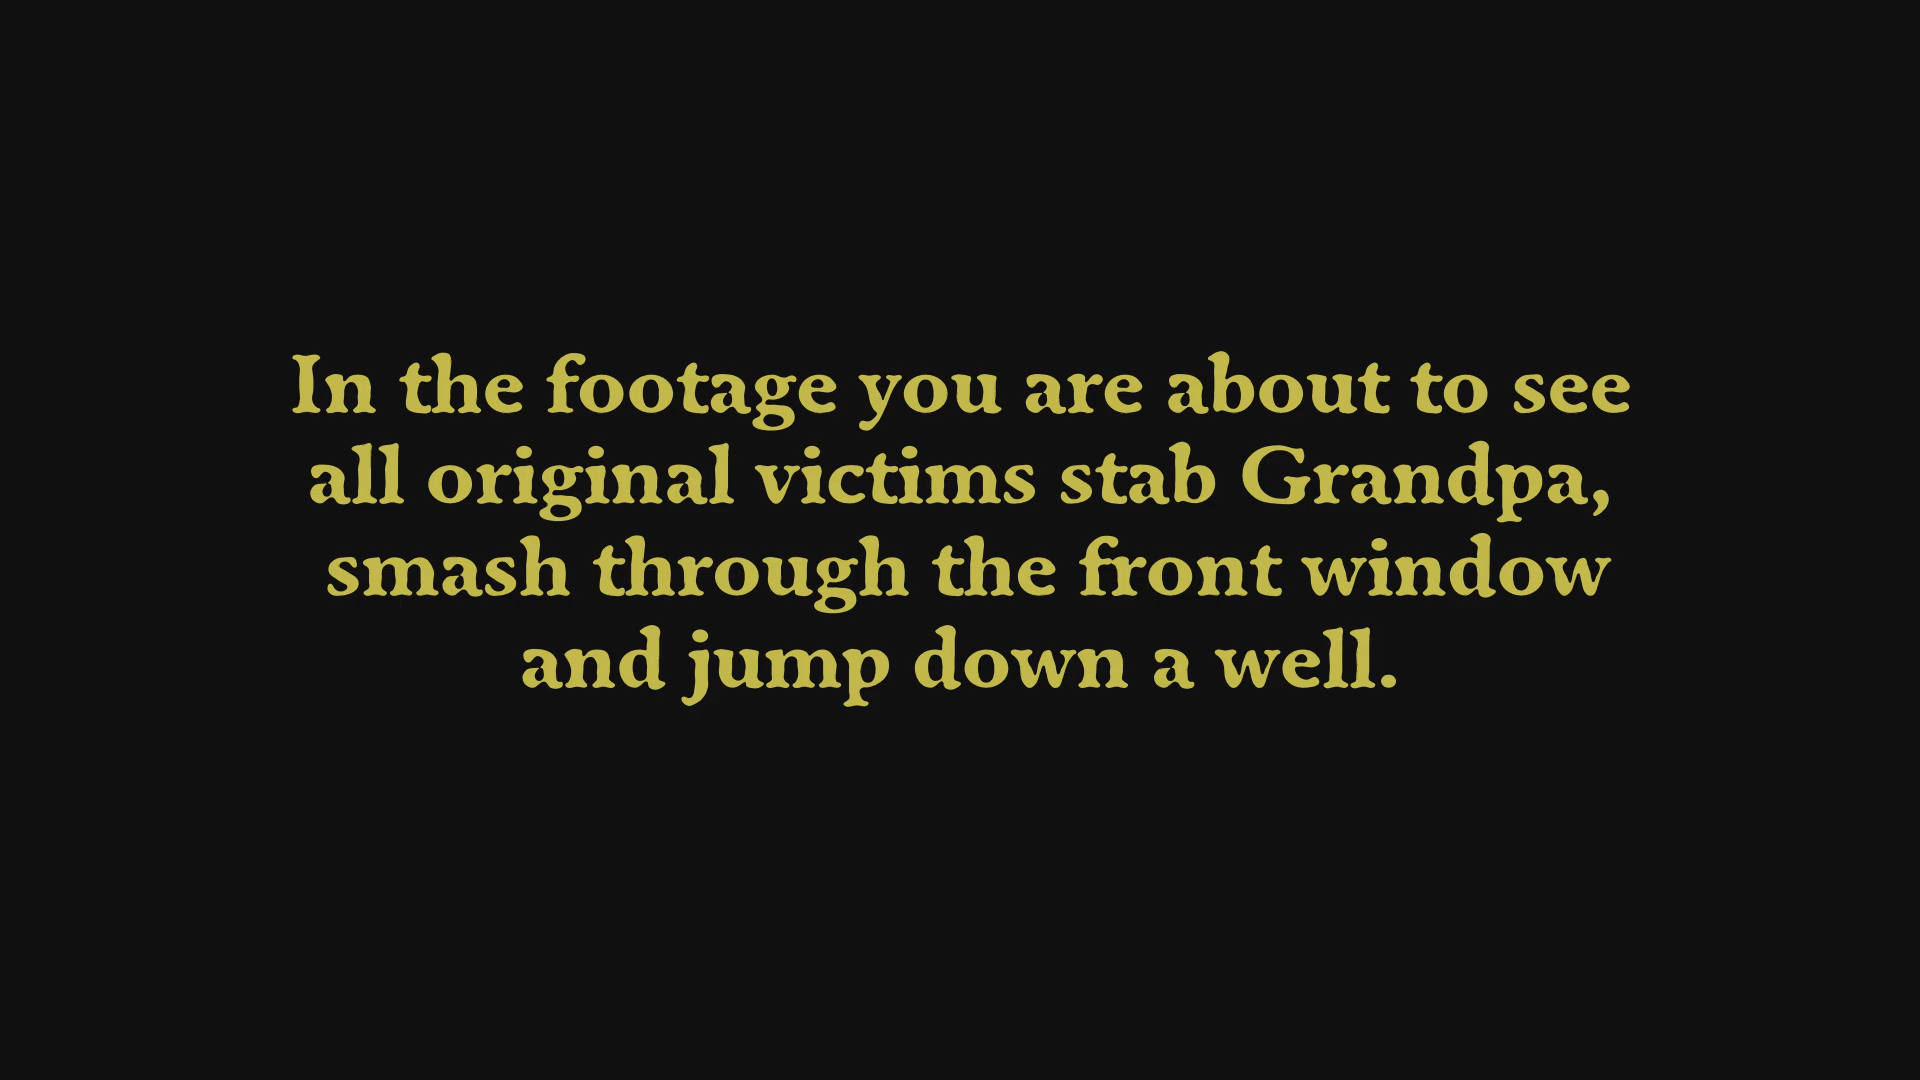 In the footage you are about to see
all original victims stab Grandpa,
smash through the front window
and jump down a well.